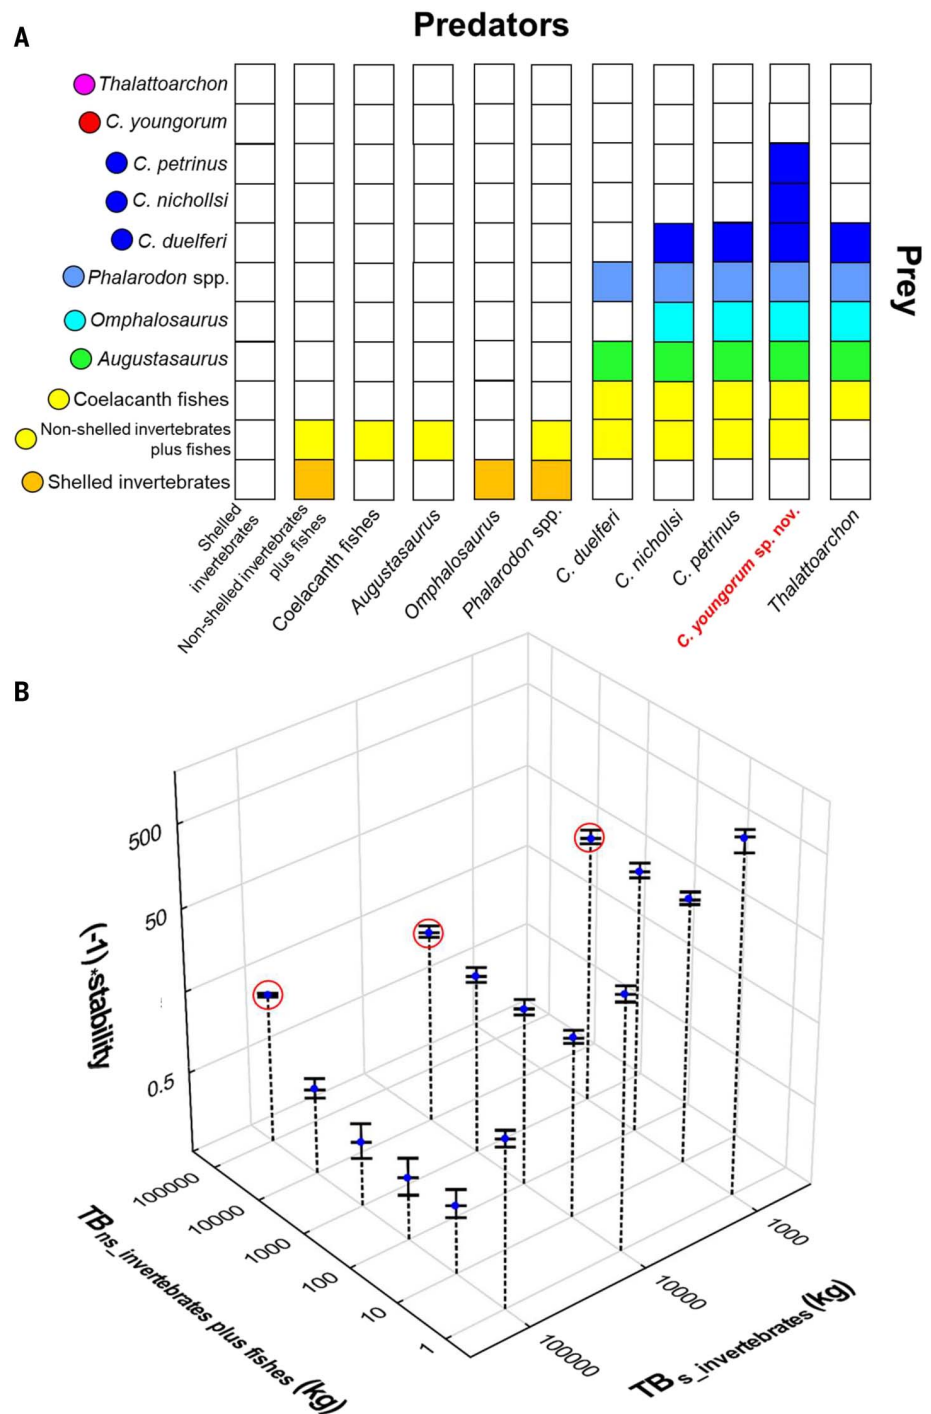 A
Predators
Thalattoarchon
C. youngorum
C. petrinus
C. nichollsi
C. duelferi
Phalarodon spp.
Omphalosaurus
Augustasaurus
Coelacanth fishes
Non-shelled invertebrates
plus fishes
Shelled invertebrates
Prey
Shelled
invertebrates
Non-shelled invertebrates
plus fishes
Coelacanth fishes
Augustasaurus
Omphalosaurus
Phalarodon spp.
C. duelferi
C. nichollsi
C. petrinus
C. youngorum sp. nov.
Thalattoarchon
B
500
50
0.5
(-1)*stability
100000
10000
1000
100
10
1
TBns_invertebrates plus fishes (kg)
1000
10000
100000
TBs_invertebrates (kg)